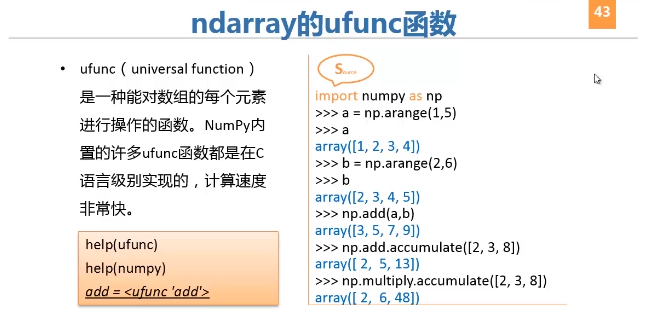 43
ndarray的ufunc函数
• ufunc（universal function）
是一种能对数组的每个元素
进行操作的函数。NumPy内
置的许多ufunc函数都是在C
语言级别实现的，计算速度
非常快。
help(ufunc)
help(numpy)
add = <ufunc 'add'>
Source
import numpy as np
>>> a = np.arange(1,5)
>>> a
array([1, 2, 3, 4])
>>> b = np.arange(2,6)
>>> b
array([2, 3, 4, 5])
>>> np.add(a,b)
array([3, 5, 7, 9])
>>> np.add.accumulate([2, 3, 8])
array([ 2,  5, 13])
>>> np.multiply.accumulate([2, 3, 8])
array([ 2,  6, 48])